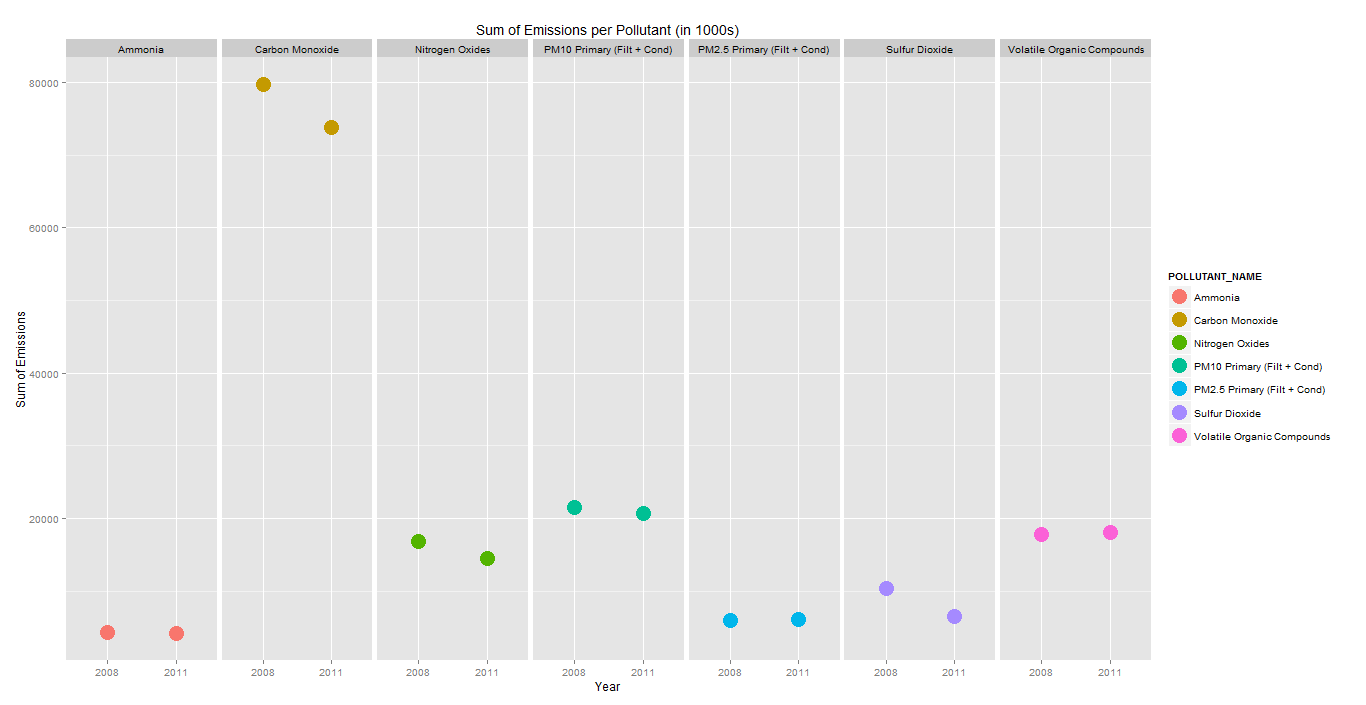 Sum of Emissions per Pollutant (in 1000s)
Ammonia Carbon Monoxide Nitrogen Oxides PM10 Primary (Filt + Cond) PM2.5 Primary (Filt + Cond) Sulfur Dioxide Volatile Organic Compounds
80000
60000
40000
20000
Sum of Emissions
2008 2011 2008 2011 2008 2011 2008 2011 2008 2011 2008 2011 2008 2011
Year
POLLUTANT_NAME
Ammonia
Carbon Monoxide
Nitrogen Oxides
PM10 Primary (Filt + Cond)
PM2.5 Primary (Filt + Cond)
Sulfur Dioxide
Volatile Organic Compounds